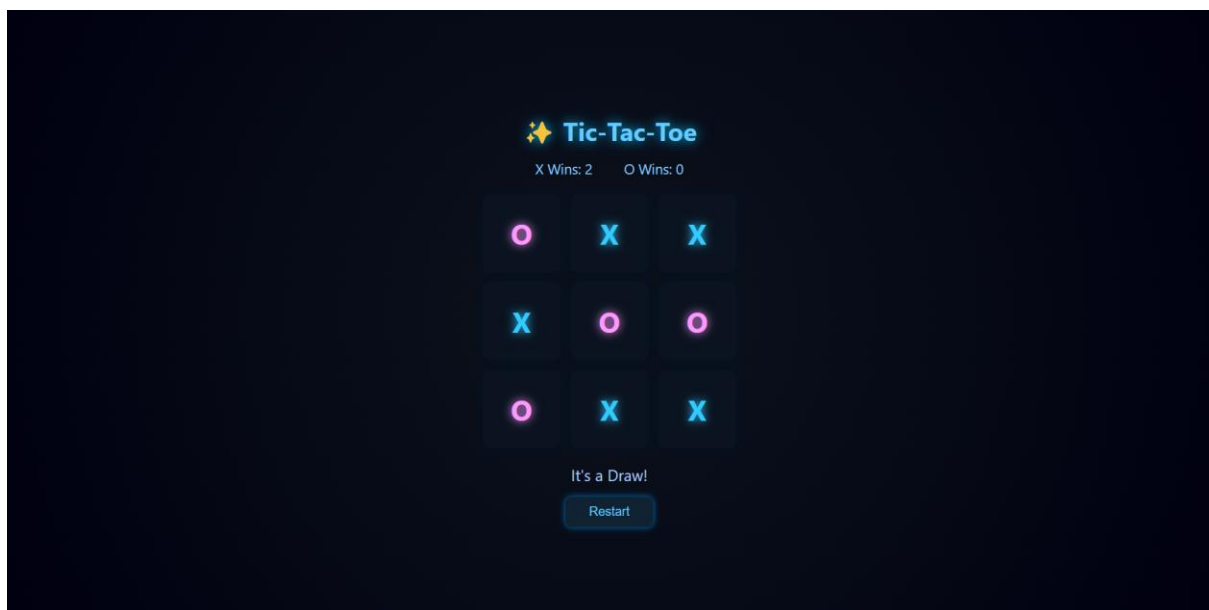 ✨ Tic-Tac-Toe
X Wins: 2 O Wins: 0
O X X
X O O
O X X
It's a Draw!
Restart